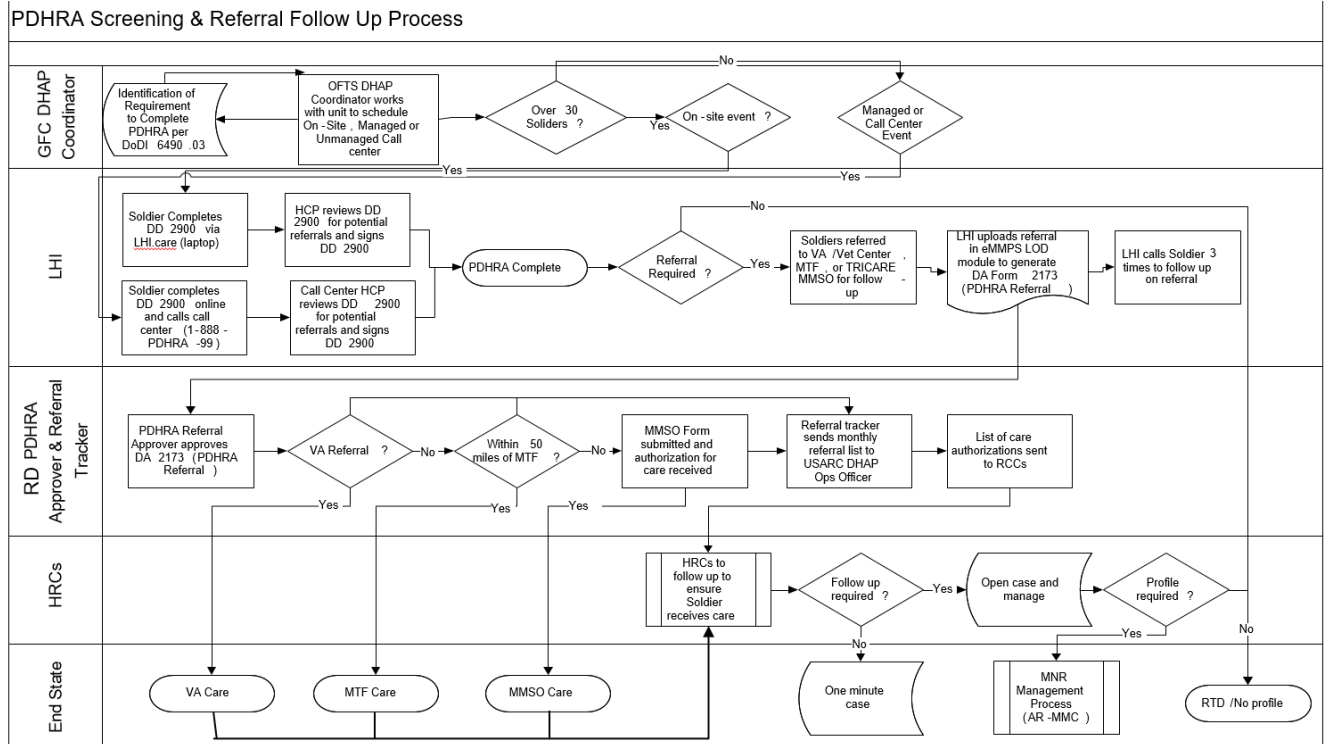 PDHRA Screening & Referral Follow Up Process
GFC DHAP
Coordinator
Identification of
Requirement
to Complete
PDHRA per
DoDI 6490 .03
OFTS DHAP
Coordinator works
with unit to schedule
On -Site , Managed or
Unmanaged Call
center
Over 30
Soliders ?
Yes
On -site event ?
No
Managed or
Call Center
Event
Yes
Yes
LHI
Soldier Completes
DD 2900 via
LHI.care (laptop)
HCP reviews DD
2900 for potential
referrals and signs
DD 2900
Soldier completes
DD 2900 online
and calls call
center (1-888 -
PDHRA -99 )
Call Center HCP
reviews DD 2900
for potential
referrals and signs
DD 2900
PDHRA Complete
Referral
Required ?
No
Yes
Soldiers referred
to VA /Vet Center ,
MTF , or TRICARE
MMSO for follow -
up
LHI uploads referral
in eMMPS LOD
module to generate
DA Form 2173
(PDHRA Referral )
LHI calls Soldier 3
times to follow up
on referral
RD PDHRA
Approver & Referral
Tracker
PDHRA Referral
Approver approves
DA 2173 (PDHRA
Referral )
VA Referral ?
No
Within 50
miles of MTF ?
No
MMSO Form
submitted and
authorization for
care received
Referral tracker
sends monthly
referral list to
USARC DHAP
Ops Officer
List of care
authorizations sent
to RCCs
Yes
Yes
Yes
HRCs
HRCs to
follow up to
ensure
Soldier
receives care
Follow up
required ?
Yes
Open case and
manage
Profile
required ?
No
Yes
No
End State
VA Care
MTF Care
MMSO Care
One minute
case
MNR
Management
Process
(AR -MMC )
RTD /No profile